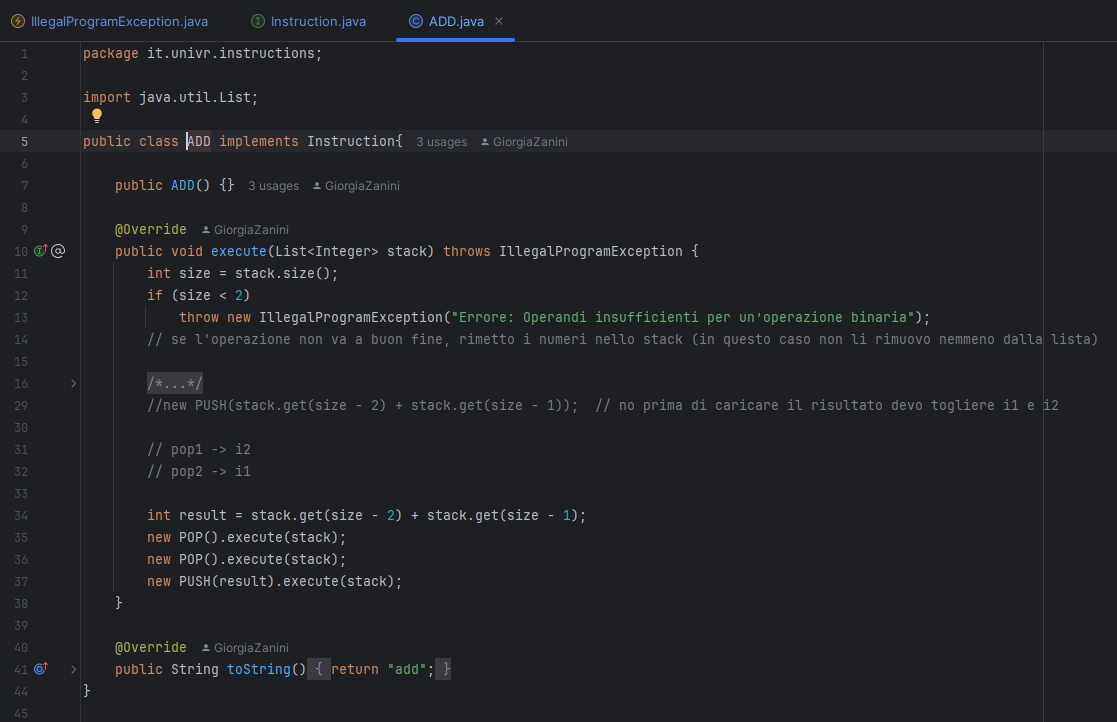 IllegalProgramException.java Instruction.java ADD.java
1 package it.univr.instructions;
2
3 import java.util.List;
4
5 public class ADD implements Instruction{ 3 usages GiorgiaZanini
6
7 public ADD() {} 3 usages GiorgiaZanini
8
9 @Override GiorgiaZanini
10 public void execute(List<Integer> stack) throws IllegalProgramException {
11 int size = stack.size();
12 if (size < 2)
13 throw new IllegalProgramException("Errore: Operandi insufficienti per un'operazione binaria");
14 // se l'operazione non va a buon fine, rimetto i numeri nello stack (in questo caso non li rimuovo nemmeno dalla lista)
15
16 /*...*/
29 //new PUSH(stack.get(size - 2) + stack.get(size - 1)); // no prima di caricare il risultato devo togliere i1 e i2
30
31 // pop1 -> i2
32 // pop2 -> i1
33
34 int result = stack.get(size - 2) + stack.get(size - 1);
35 new POP().execute(stack);
36 new POP().execute(stack);
37 new PUSH(result).execute(stack);
38 }
39
40 @Override GiorgiaZanini
41 public String toString() { return "add"; }
44 }
45